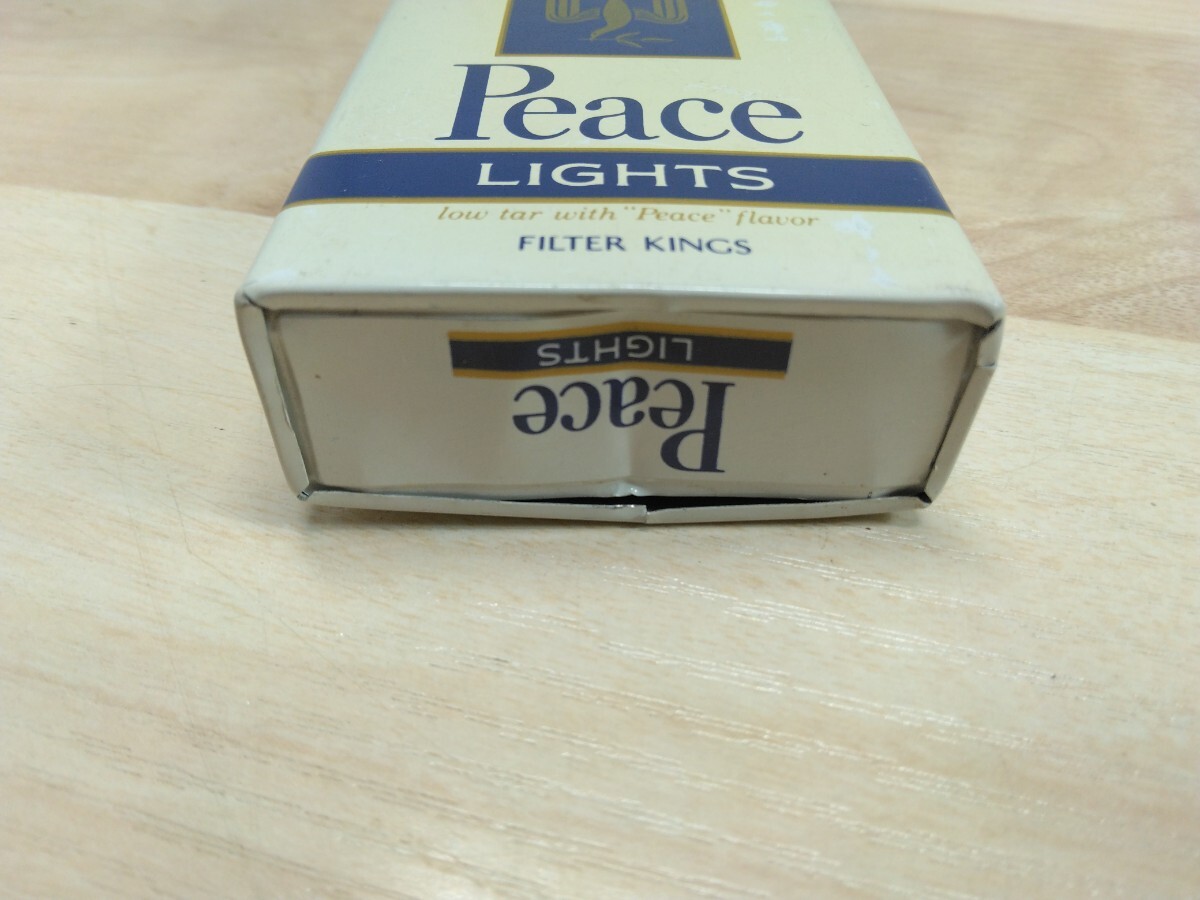 Peace
LIGHTS
low tar with "Peace" flavor
FILTER KINGS
Peace
LIGHTS